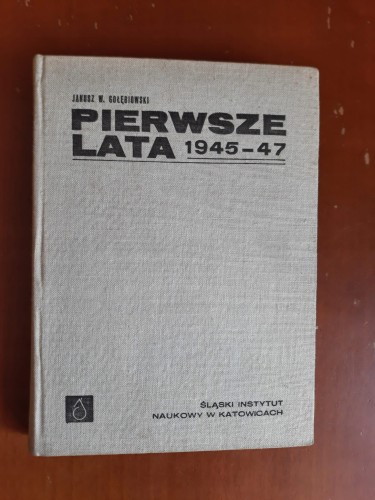 JANUSZ W. GOŁĘBIOWSKI
PIERWSZE
LATA 1945-47
ŚLĄSKI INSTYTUT
NAUKOWY W KATOWICACH